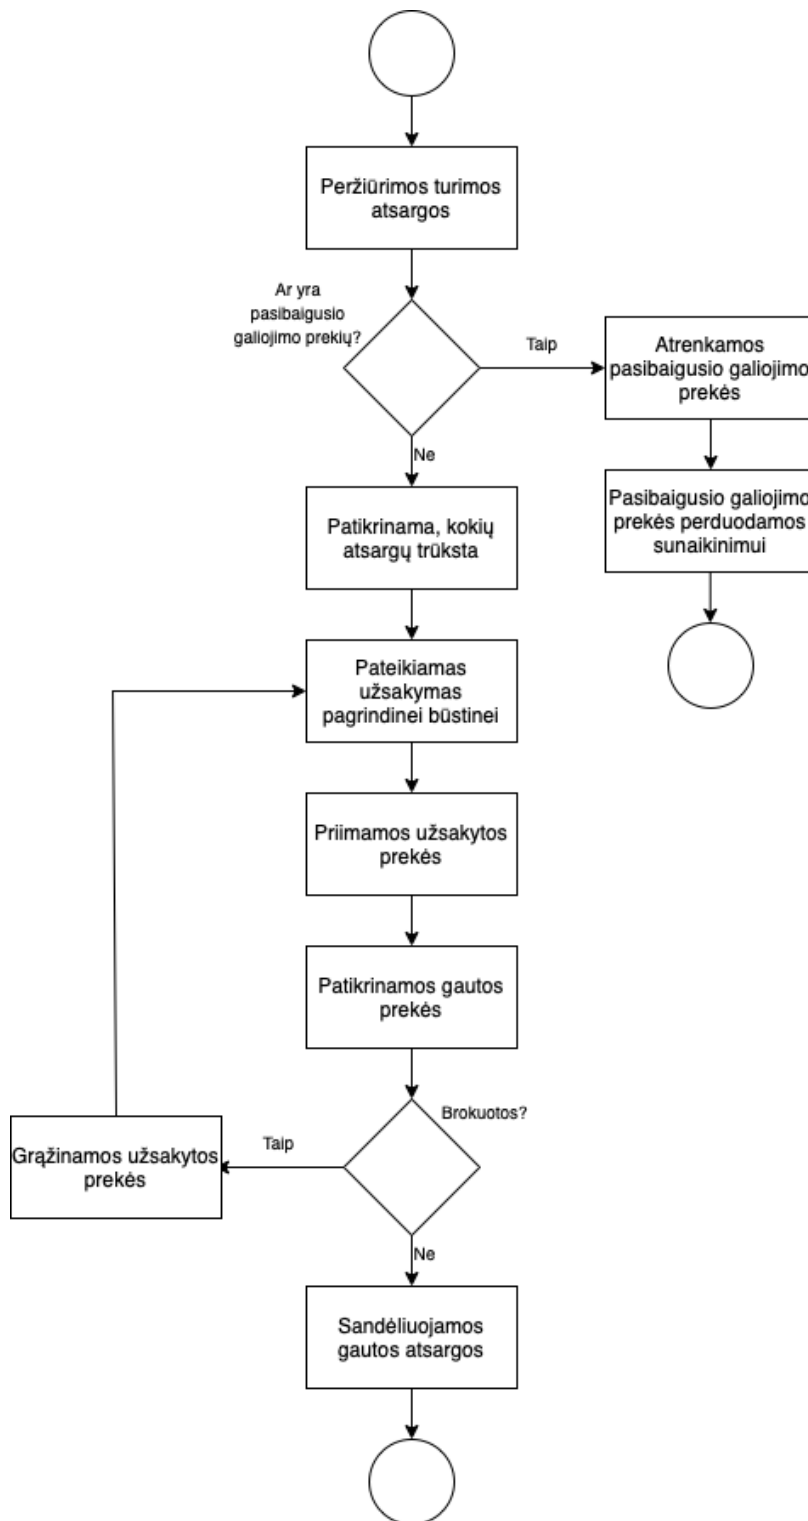 Peržiūrimos turimos
atsargos
Ar yra
pasibaigusio
galiojimo prekių?
Taip
Atrenkamos
pasibaigusio galiojimo
prekės
Ne
Patikrinama, kokių
atsargų trūksta
Pasibaigusio galiojimo
prekės perduodamos
sunaikinimui
Pateikiamas
užsakymas
pagrindinei būstinei
Priimamos užsakytos
prekės
Patikrinamos gautos
prekės
Brokuotos?
Taip
Grąžinamos užsakytos
prekės
Ne
Sandėliuojamos
gautos atsargos